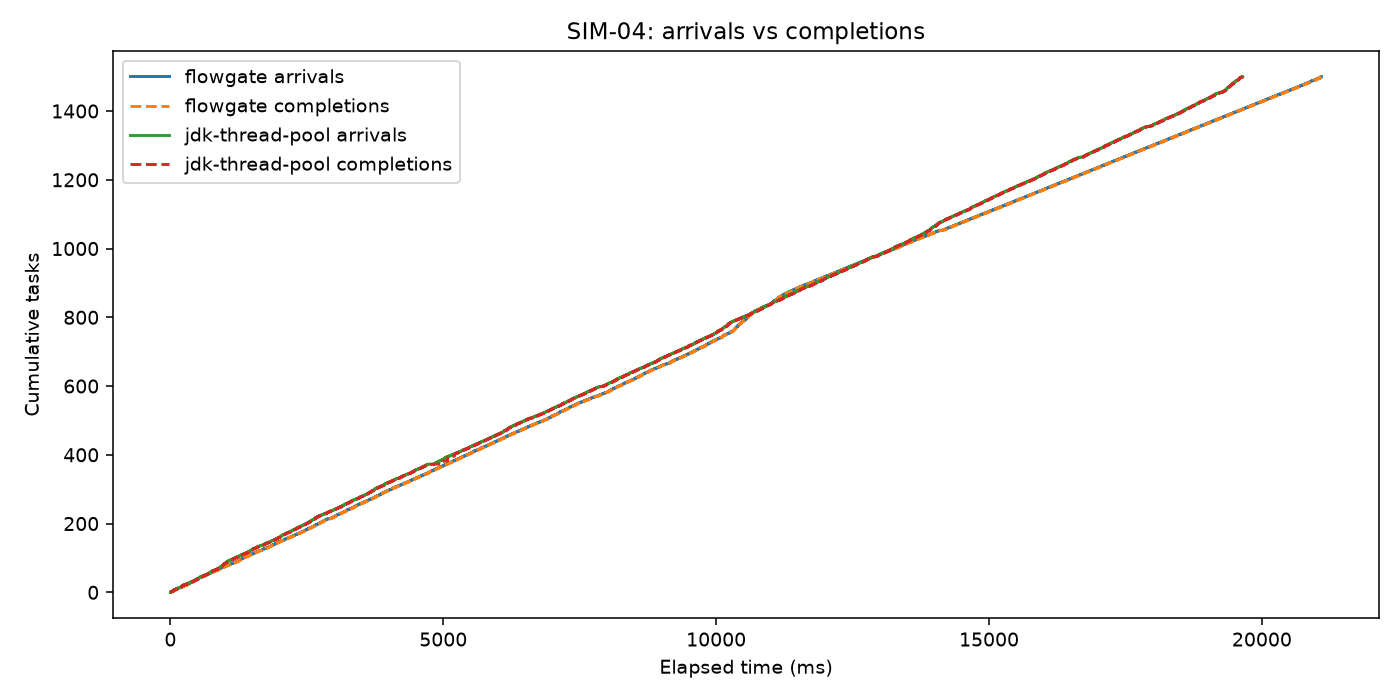 SIM-04: arrivals vs completions
flowgate arrivals
flowgate completions
jdk-thread-pool arrivals
jdk-thread-pool completions
Cumulative tasks
1400
1200
1000
800
600
400
200
0
0 5000 10000 15000 20000
Elapsed time (ms)